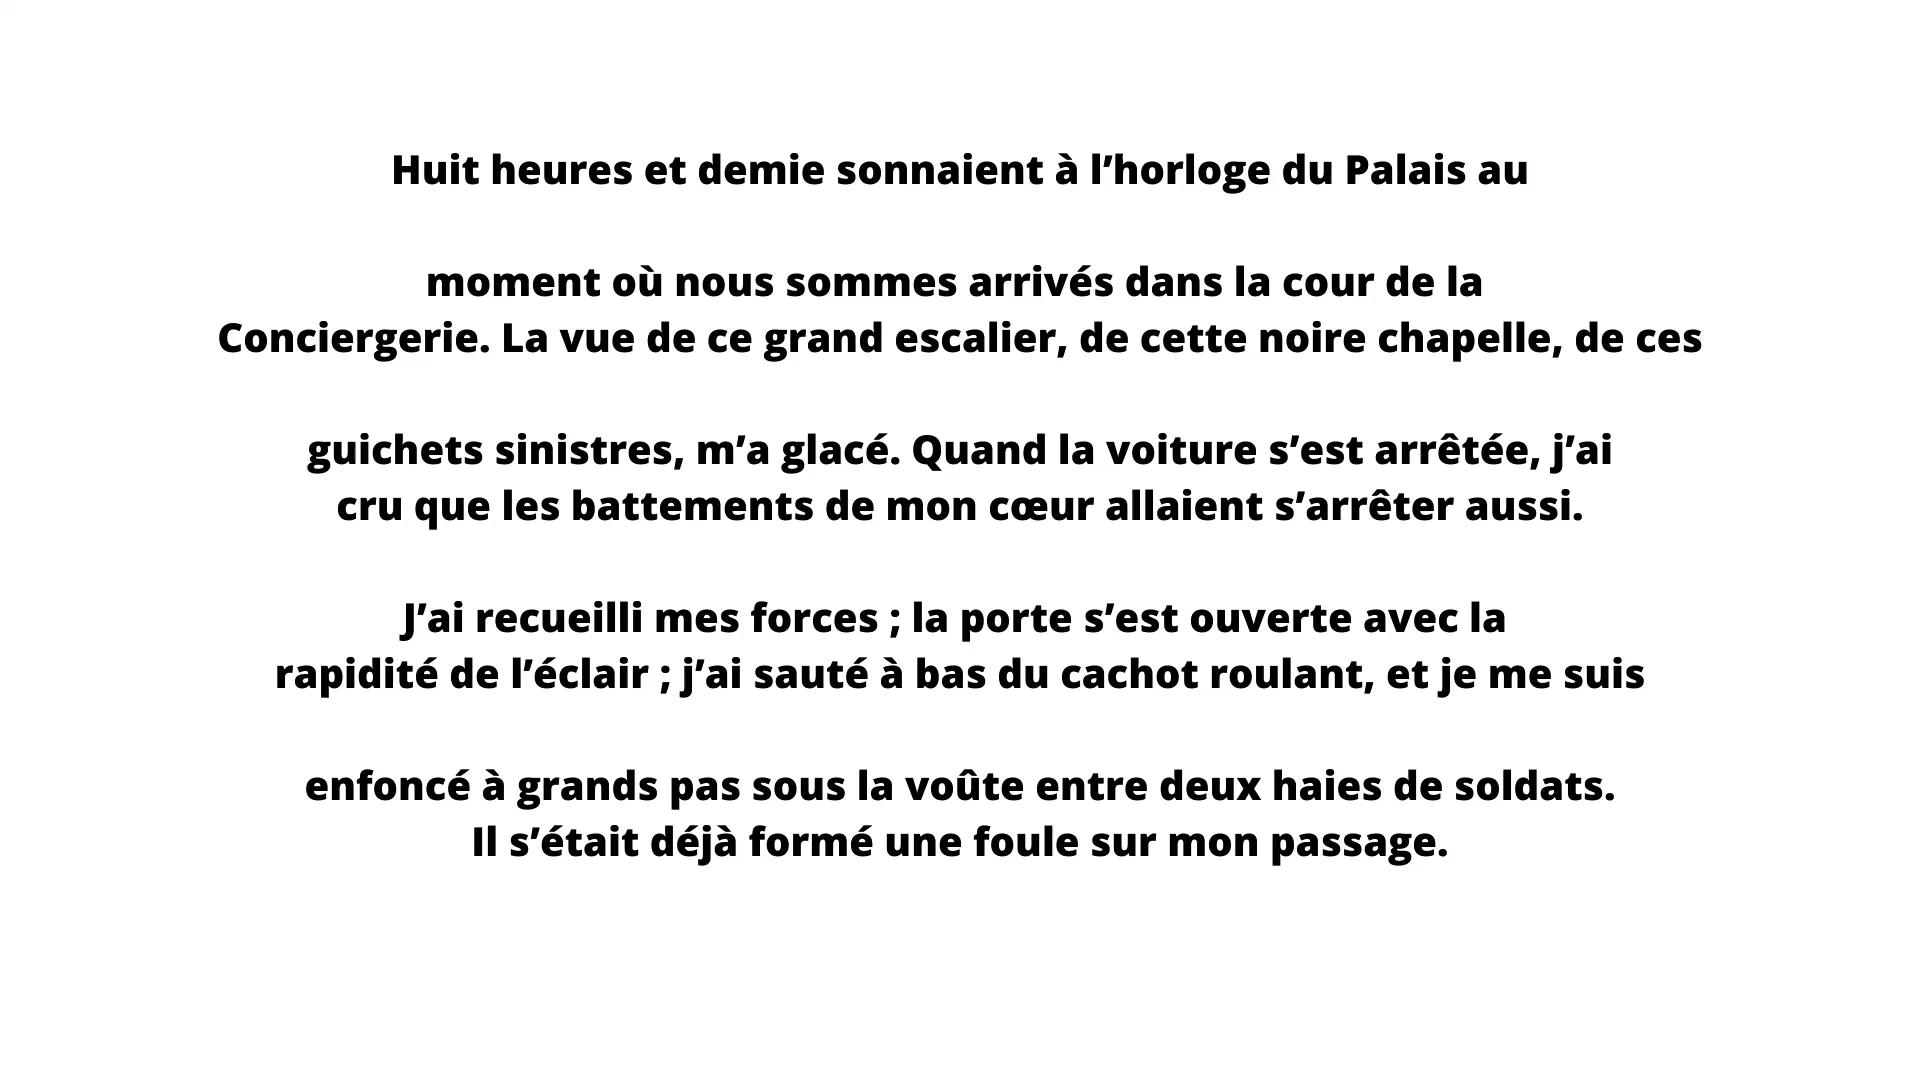 Huit heures et demie sonnaient à l’horloge du Palais au
moment où nous sommes arrivés dans la cour de la
Conciergerie. La vue de ce grand escalier, de cette noire chapelle, de ces
guichets sinistres, m’a glacé. Quand la voiture s’est arrêtée, j’ai
cru que les battements de mon cœur allaient s’arrêter aussi.
J’ai recueilli mes forces ; la porte s’est ouverte avec la
rapidité de l’éclair ; j’ai sauté à bas du cachot roulant, et je me suis
enfoncé à grands pas sous la voûte entre deux haies de soldats.
Il s’était déjà formé une foule sur mon passage.